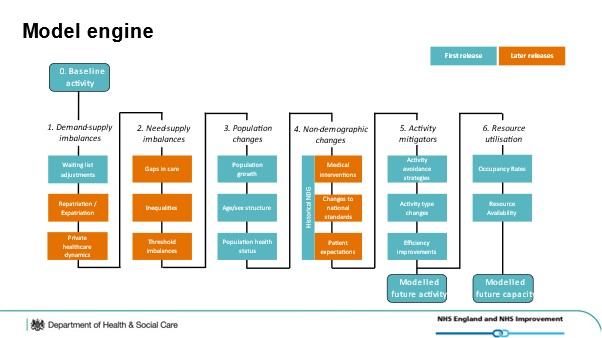 Model engine
First release
Later releases
0. Baseline
activity
1. Demand-supply
imbalances
Waiting list
adjustments
Repatriation /
Expatriation
Private
healthcare
dynamics
2. Need-supply
imbalances
Gaps in care
Inequalities
Threshold
imbalances
3. Population
changes
Population
growth
Age/sex structure
Population health
status
4. Non-demographic
changes
Historical NDG
Medical
interventions
Changes to
national
standards
Patient
expectations
5. Activity
mitigators
Activity
avoidance
strategies
Activity type
changes
Efficiency
improvements
Modelled
future activity
6. Resource
utilisation
Occupancy Rates
Resource
Availability
Modelled
future capacity
Department of Health & Social Care
NHS England and NHS Improvement